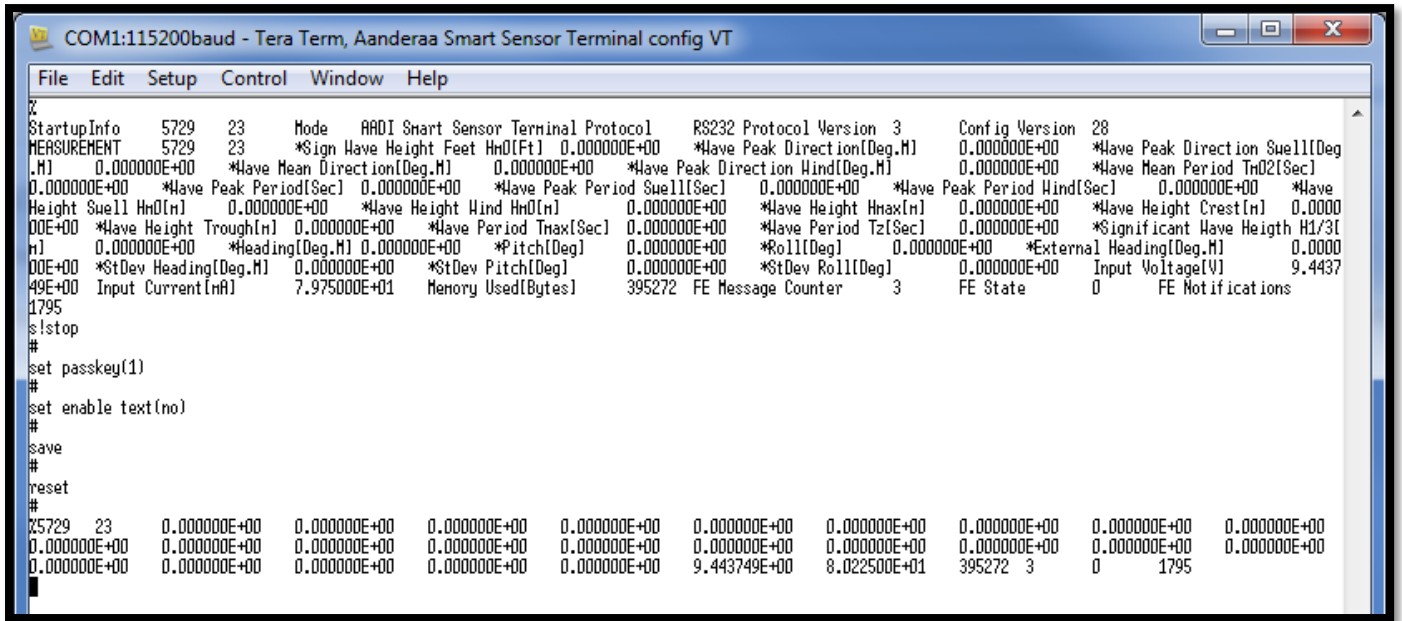 COM1:115200baud - Tera Term, Aanderaa Smart Sensor Terminal config VT
File Edit Setup Control Window Help
%
StartupInfo 5729 23 Mode AADI Smart Sensor Terminal Protocol RS232 Protocol Version 3 Config Version 28
MEASUREMENT 5729 23 *Sign Wave Height Feet Hm0[Ft] 0.000000E+00 *Wave Peak Direction[Deg.M] 0.000000E+00 *Wave Peak Direction Swell[Deg
.M] 0.000000E+00 *Wave Mean Direction[Deg.M] 0.000000E+00 *Wave Peak Direction Wind[Deg.M] 0.000000E+00 *Wave Mean Period Tm02[Sec]
0.000000E+00 *Wave Peak Period[Sec] 0.000000E+00 *Wave Peak Period Swell[Sec] 0.000000E+00 *Wave Peak Period Wind[Sec] 0.000000E+00 *Wave
Height Swell Hm0[m] 0.000000E+00 *Wave Height Wind Hm0[m] 0.000000E+00 *Wave Height Hmax[m] 0.000000E+00 *Wave Height Crest[m] 0.0000
00E+00 *Wave Height Trough[m] 0.000000E+00 *Wave Period Tmax[Sec] 0.000000E+00 *Wave Period Tz[Sec] 0.000000E+00 *Significant Wave Heigth H1/3[
m] 0.000000E+00 *Heading[Deg.M] 0.000000E+00 *Pitch[Deg] 0.000000E+00 *Roll[Deg] 0.000000E+00 *External Heading[Deg.M] 0.0000
00E+00 *StDev Heading[Deg.M] 0.000000E+00 *StDev Pitch[Deg] 0.000000E+00 *StDev Roll[Deg] 0.000000E+00 Input Voltage[V] 9.4437
49E+00 Input Current[mA] 7.975000E+01 Memory Used[Bytes] 395272 FE Message Counter 3 FE State 0 FE Notifications
1795
s!stop
#
set passkey(1)
#
set enable text(no)
#
save
#
reset
#
%5729 23 0.000000E+00 0.000000E+00 0.000000E+00 0.000000E+00 0.000000E+00 0.000000E+00 0.000000E+00 0.000000E+00 0.000000E+00
0.000000E+00 0.000000E+00 0.000000E+00 0.000000E+00 0.000000E+00 0.000000E+00 0.000000E+00 0.000000E+00 0.000000E+00 0.000000E+00
0.000000E+00 0.000000E+00 0.000000E+00 0.000000E+00 0.000000E+00 9.443749E+00 8.022500E+01 395272 3 0 1795